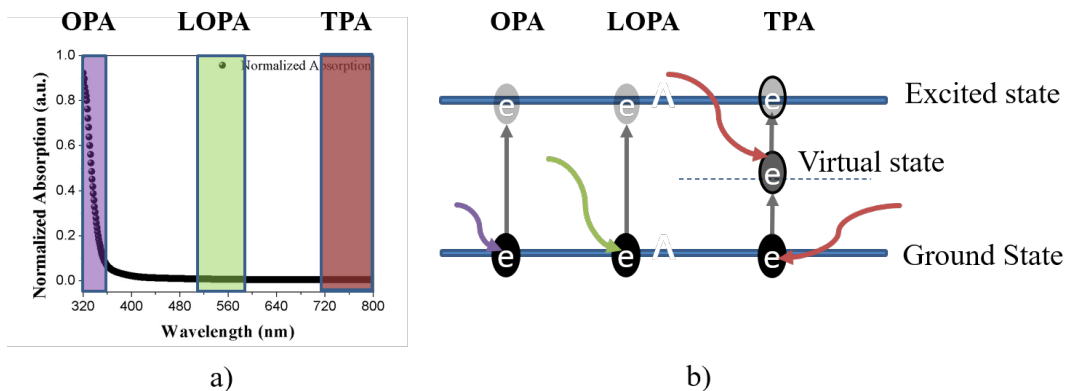 OPA LOPA TPA
Normalized Absorption
Normalized Absorption (a.u.)
1.0
0.8
0.6
0.4
0.2
0.0
320 400 480 560 640 720 800
Wavelength (nm)
a)
OPA LOPA TPA
e e e Excited state
e Virtual state
e e e Ground State
b)